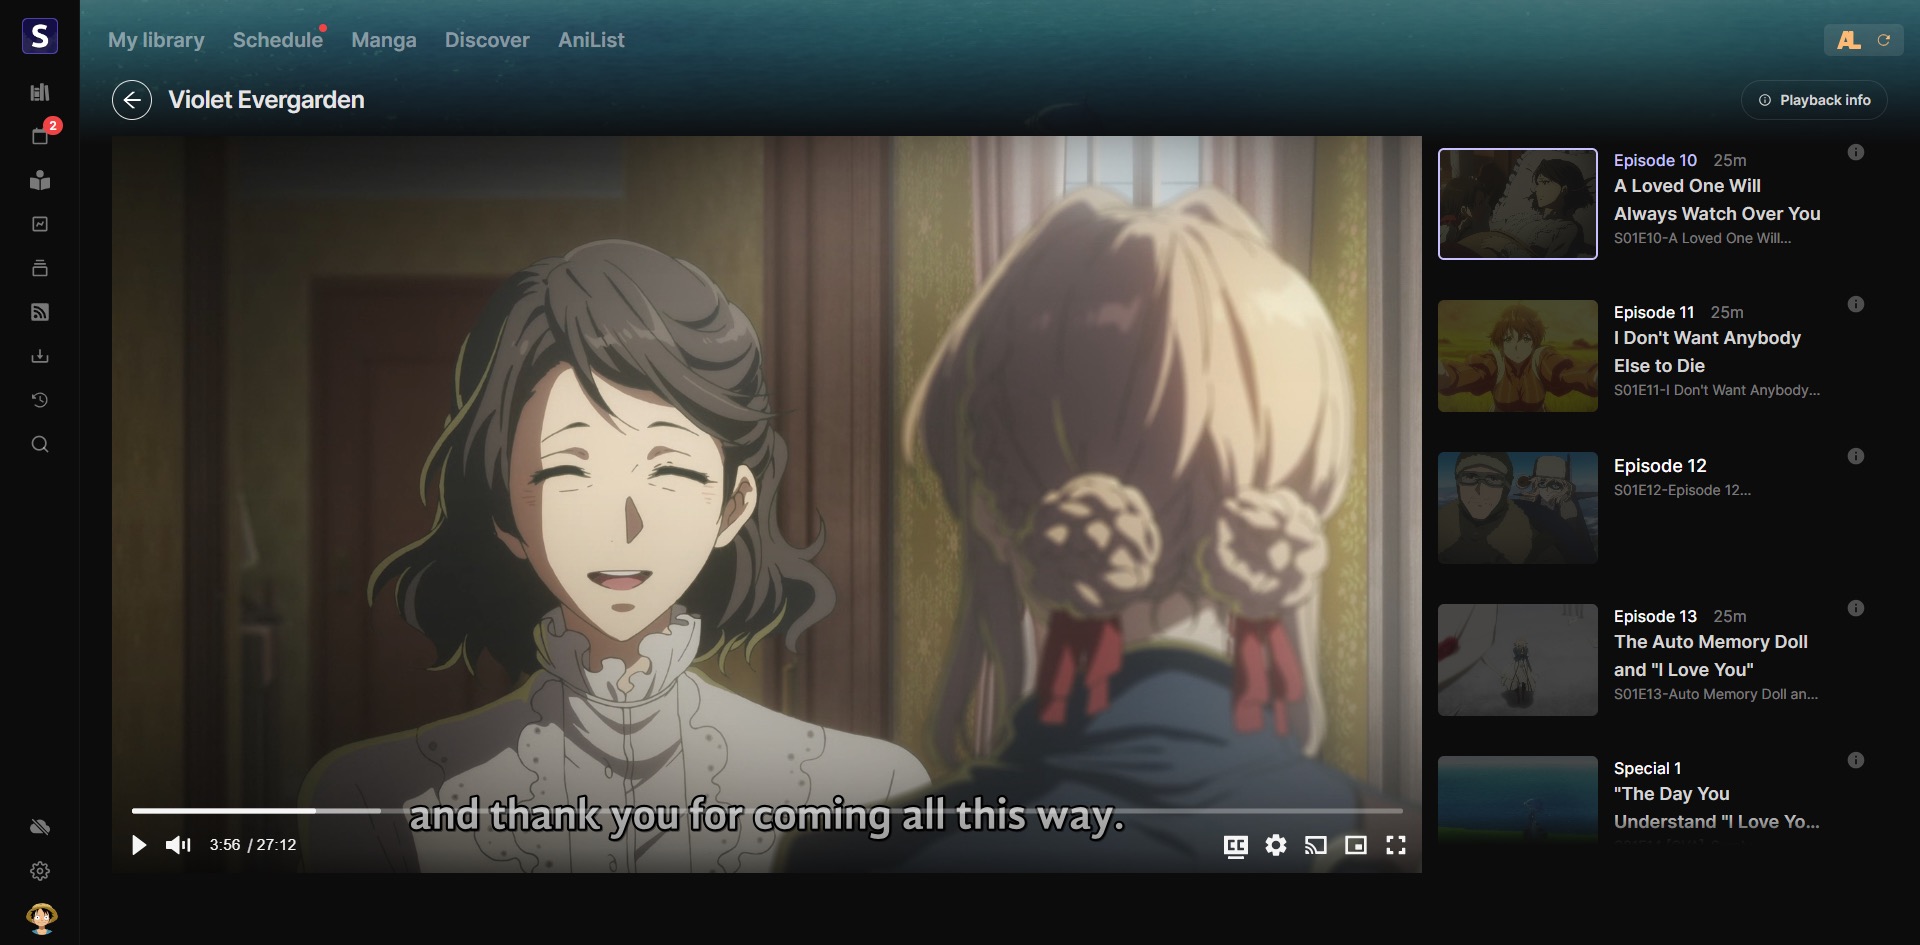 S
My library
Schedule
Manga
Discover
AniList
AL
2
Violet Evergarden
Playback info
and thank you for coming all this way.
3:56 / 27:12
CC
Episode 10 25m
A Loved One Will
Always Watch Over You
S01E10-A Loved One Will...
Episode 11 25m
I Don't Want Anybody
Else to Die
S01E11-I Don't Want Anybody...
Episode 12
S01E12-Episode 12...
Episode 13 25m
The Auto Memory Doll
and "I Love You"
S01E13-Auto Memory Doll an...
Special 1
"The Day You
Understand "I Love Yo...